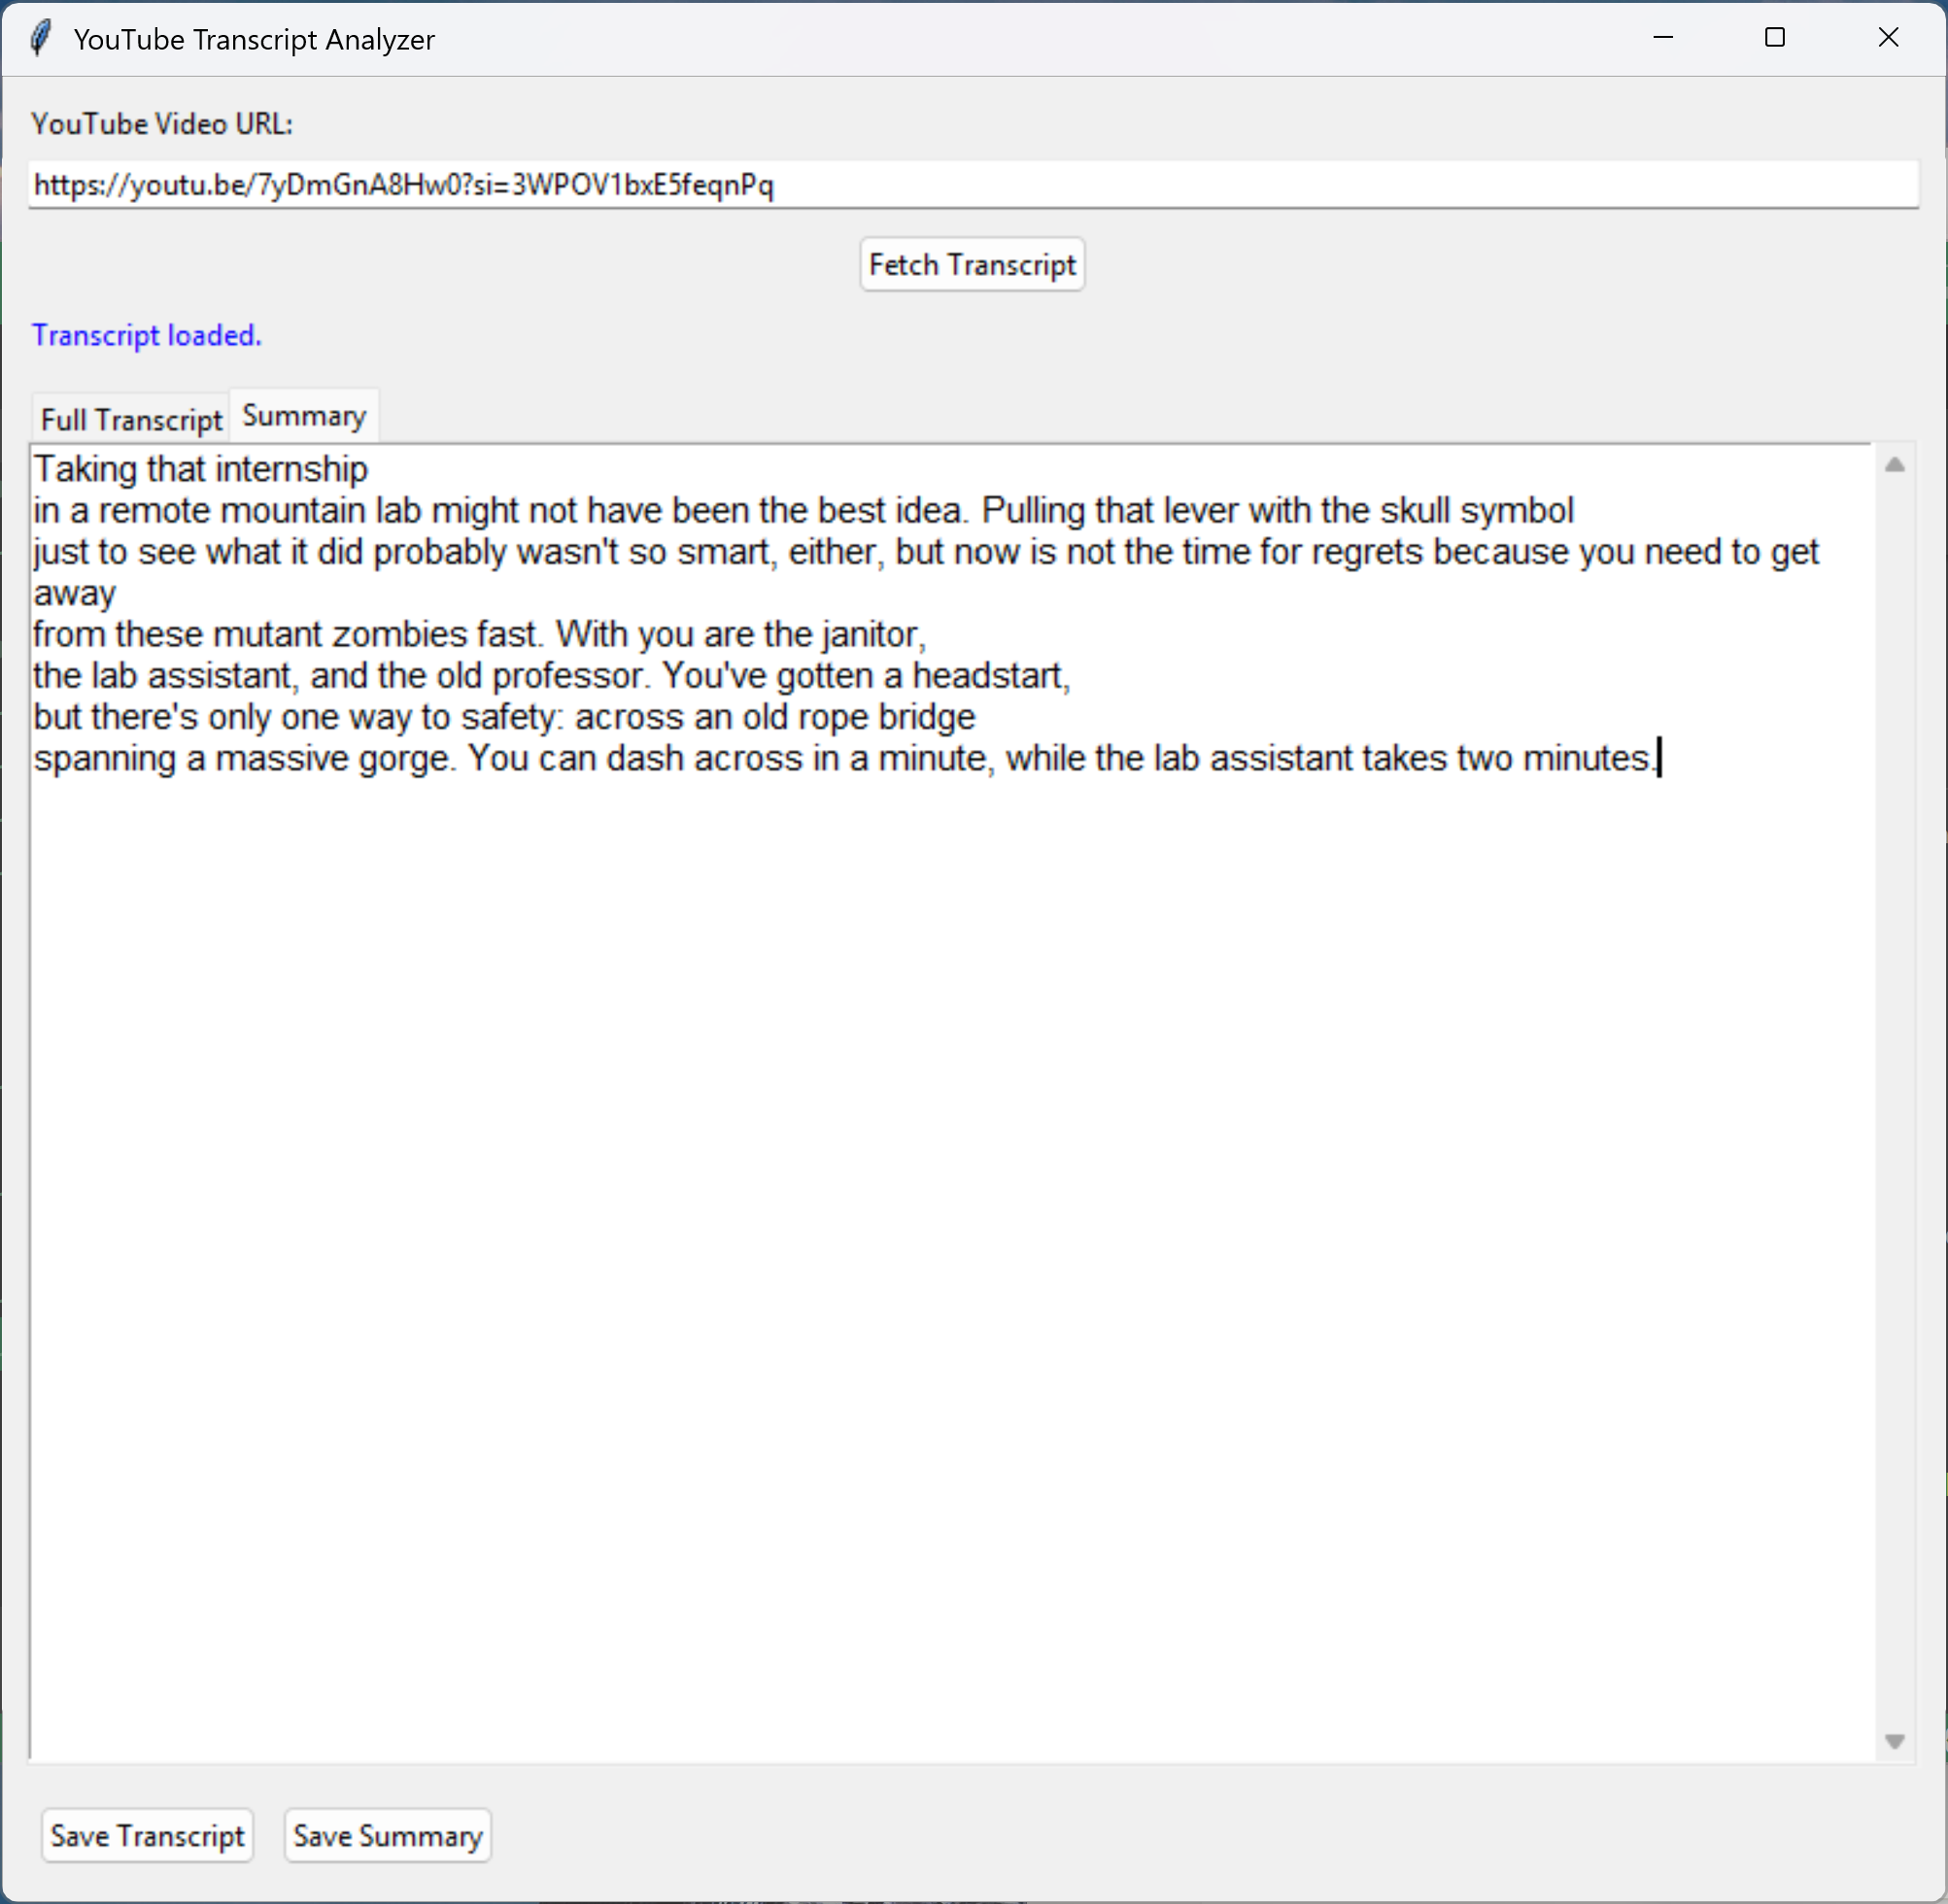 YouTube Transcript Analyzer
YouTube Video URL:
https://youtu.be/7yDmGnA8Hw0?si=3WPOV1bxE5feqnPq
Fetch Transcript
Transcript loaded.
Full Transcript
Summary
Taking that internship
in a remote mountain lab might not have been the best idea. Pulling that lever with the skull symbol
just to see what it did probably wasn't so smart, either, but now is not the time for regrets because you need to get
away
from these mutant zombies fast. With you are the janitor,
the lab assistant, and the old professor. You've gotten a headstart,
but there's only one way to safety: across an old rope bridge
spanning a massive gorge. You can dash across in a minute, while the lab assistant takes two minutes.
Save Transcript
Save Summary